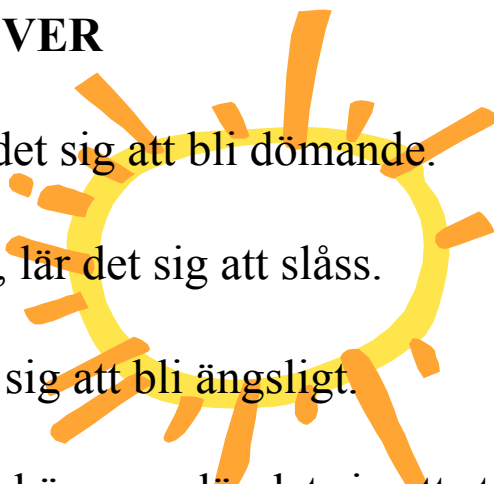 VER
det sig att bli dömande.
, lär det sig att slåss.
sig att bli ängsligt.